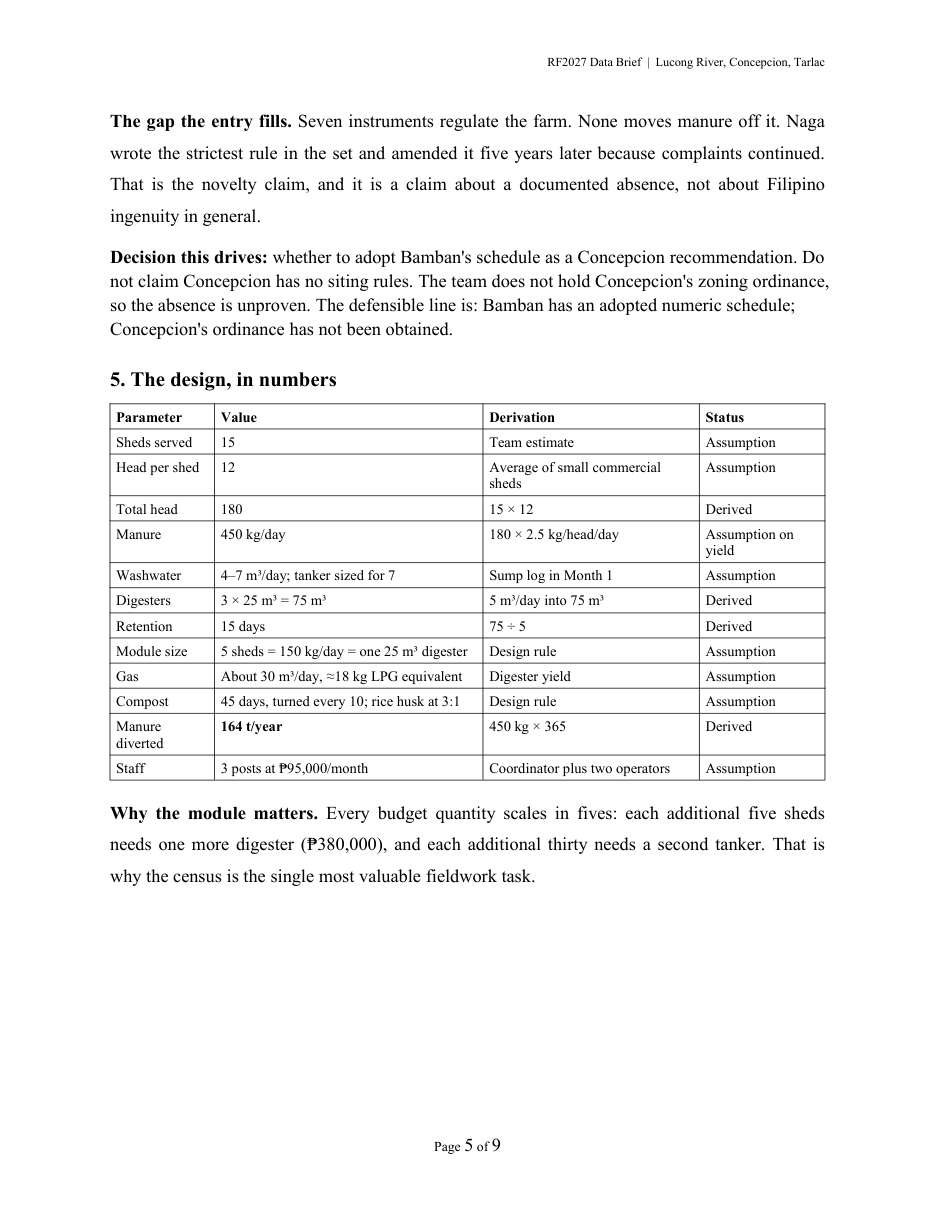 RF2027 Data Brief | Lucong River, Concepcion, Tarlac
The gap the entry fills. Seven instruments regulate the farm. None moves manure off it. Naga
wrote the strictest rule in the set and amended it five years later because complaints continued.
That is the novelty claim, and it is a claim about a documented absence, not about Filipino
ingenuity in general.
Decision this drives: whether to adopt Bamban's schedule as a Concepcion recommendation. Do
not claim Concepcion has no siting rules. The team does not hold Concepcion's zoning ordinance,
so the absence is unproven. The defensible line is: Bamban has an adopted numeric schedule;
Concepcion's ordinance has not been obtained.
5. The design, in numbers
Parameter Value Derivation Status
Sheds served 15 Team estimate Assumption
Head per shed 12 Average of small commercial Assumption
sheds
Total head 180 15 × 12 Derived
Manure 450 kg/day 180 × 2.5 kg/head/day Assumption on
yield
Washwater 4–7 m³/day; tanker sized for 7 Sump log in Month 1 Assumption
Digesters 3 × 25 m³ = 75 m³ 5 m³/day into 75 m³ Derived
Retention 15 days 75 ÷ 5 Derived
Module size 5 sheds = 150 kg/day = one 25 m³ digester Design rule Assumption
Gas About 30 m³/day, ≈18 kg LPG equivalent Digester yield Assumption
Compost 45 days, turned every 10; rice husk at 3:1 Design rule Assumption
Manure 164 t/year 450 kg × 365 Derived
diverted
Staff 3 posts at ₱95,000/month Coordinator plus two operators Assumption
Why the module matters. Every budget quantity scales in fives: each additional five sheds
needs one more digester (₱380,000), and each additional thirty needs a second tanker. That is
why the census is the single most valuable fieldwork task.
Page 5 of 9